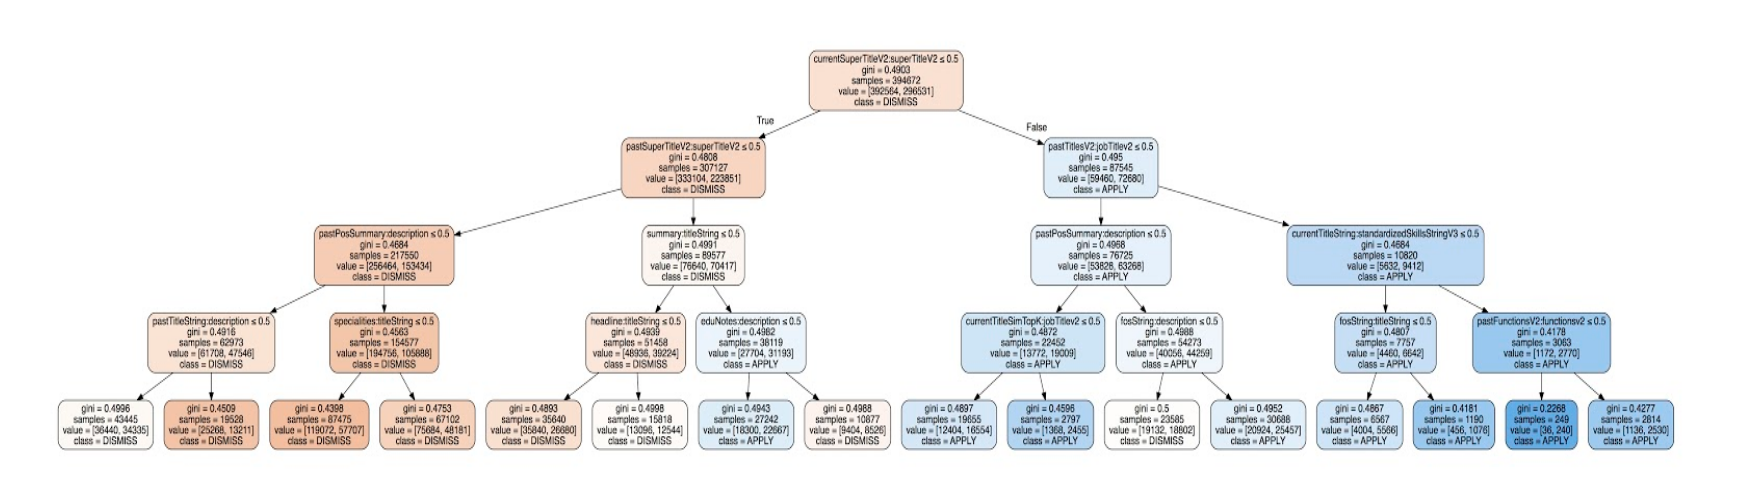 currentSuperTitleV2:superTitleV2 ≤ 0.5
gini = 0.4903
samples = 394672
value = [392564, 296531]
class = DISMISS
True
False
pastSuperTitleV2:superTitleV2 ≤ 0.5
gini = 0.4808
samples = 307127
value = [333104, 223851]
class = DISMISS
pastTitlesV2:jobTitlev2 ≤ 0.5
gini = 0.495
samples = 87545
value = [59460, 72680]
class = APPLY
pastPosSummary:description ≤ 0.5
gini = 0.4684
samples = 217550
value = [256464, 153434]
class = DISMISS
summary:titleString ≤ 0.5
gini = 0.4991
samples = 89577
value = [76640, 70417]
class = DISMISS
pastPosSummary:description ≤ 0.5
gini = 0.4968
samples = 76725
value = [53828, 63268]
class = APPLY
currentTitleString:standardizedSkillsStringV3 ≤ 0.5
gini = 0.4684
samples = 10820
value = [5632, 9412]
class = APPLY
pastTitleString:description ≤ 0.5
gini = 0.4916
samples = 62973
value = [61708, 47546]
class = DISMISS
specialities:titleString ≤ 0.5
gini = 0.4563
samples = 154577
value = [194756, 105888]
class = DISMISS
headline:titleString ≤ 0.5
gini = 0.4939
samples = 51458
value = [48936, 39224]
class = DISMISS
eduNotes:description ≤ 0.5
gini = 0.4982
samples = 38119
value = [27704, 31193]
class = APPLY
currentTitleSimTopK:jobTitlev2 ≤ 0.5
gini = 0.4872
samples = 22452
value = [13772, 19009]
class = APPLY
fosString:description ≤ 0.5
gini = 0.4988
samples = 54273
value = [40056, 44259]
class = APPLY
fosString:titleString ≤ 0.5
gini = 0.4807
samples = 7757
value = [4460, 6642]
class = APPLY
pastFunctionsV2:functionsv2 ≤ 0.5
gini = 0.4178
samples = 3063
value = [1172, 2770]
class = APPLY
gini = 0.4996
samples = 43445
value = [36440, 34335]
class = DISMISS
gini = 0.4509
samples = 19528
value = [25268, 13211]
class = DISMISS
gini = 0.4398
samples = 87475
value = [119072, 57707]
class = DISMISS
gini = 0.4753
samples = 67102
value = [75684, 48181]
class = DISMISS
gini = 0.4893
samples = 35640
value = [35840, 26680]
class = DISMISS
gini = 0.4998
samples = 15818
value = [13096, 12544]
class = DISMISS
gini = 0.4943
samples = 27242
value = [18300, 22667]
class = APPLY
gini = 0.4988
samples = 10877
value = [9404, 8526]
class = DISMISS
gini = 0.4897
samples = 19655
value = [12404, 16554]
class = APPLY
gini = 0.4596
samples = 2797
value = [1368, 2455]
class = APPLY
gini = 0.5
samples = 23585
value = [19132, 18802]
class = DISMISS
gini = 0.4952
samples = 30688
value = [20924, 25457]
class = APPLY
gini = 0.4867
samples = 6567
value = [4004, 5566]
class = APPLY
gini = 0.4181
samples = 1190
value = [456, 1076]
class = APPLY
gini = 0.2268
samples = 249
value = [36, 240]
class = APPLY
gini = 0.4277
samples = 2814
value = [1136, 2530]
class = APPLY